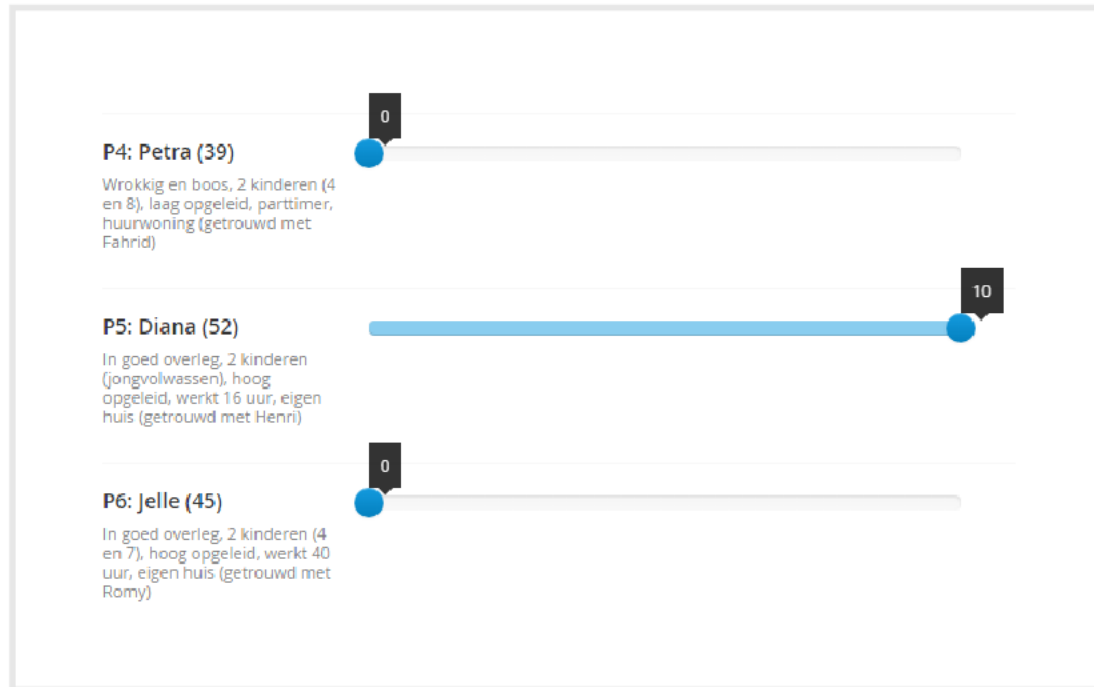 0
P4: Petra (39)
Wrokkig en boos, 2 kinderen (4
en 8), laag opgeleid, parttimer,
huurwoning (getrouwd met
Fahrid)
10
P5: Diana (52)
In goed overleg, 2 kinderen
(jongvolwassen), hoog
opgeleid, werkt 16 uur, eigen
huis (getrouwd met Henri)
0
P6: Jelle (45)
In goed overleg, 2 kinderen (4
en 7), hoog opgeleid, werkt 40
uur, eigen huis (getrouwd met
Romy)